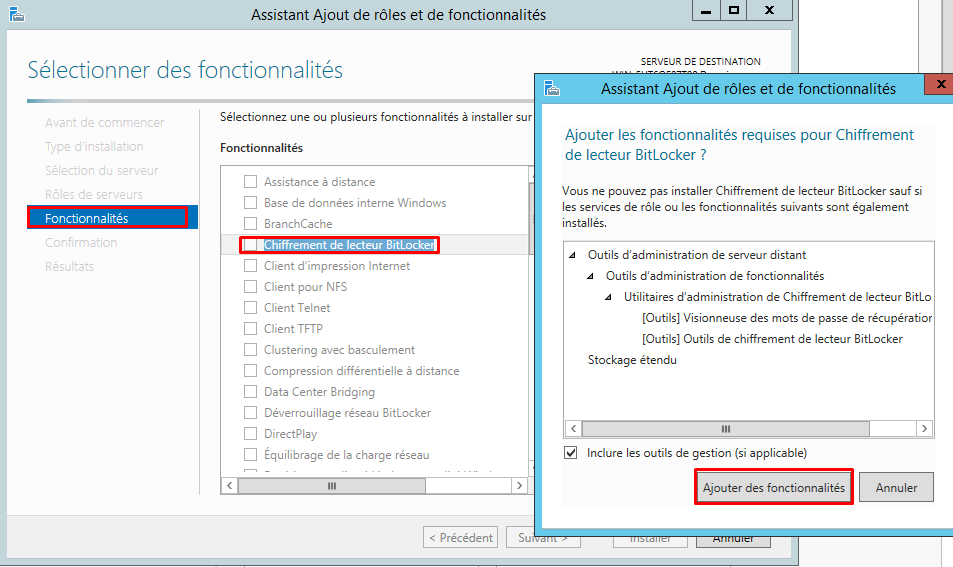 Assistant Ajout de rôles et de fonctionnalités
Sélectionner des fonctionnalités
SERVEUR DE DESTINATION
Avant de commencer
Type d'installation
Sélection du serveur
Rôles de serveurs
Fonctionnalités
Confirmation
Résultats
Sélectionnez une ou plusieurs fonctionnalités à installer sur
Fonctionnalités
Assistance à distance
Base de données interne Windows
BranchCache
Chiffrement de lecteur BitLocker
Client d'impression Internet
Client pour NFS
Client Telnet
Client TFTP
Clustering avec basculement
Compression différentielle à distance
Data Center Bridging
Déverrouillage réseau BitLocker
DirectPlay
Équilibrage de la charge réseau
< Précédent
Suivant >
Installer
Annuler
Assistant Ajout de rôles et de fonctionnalités
Ajouter les fonctionnalités requises pour Chiffrement
de lecteur BitLocker ?
Vous ne pouvez pas installer Chiffrement de lecteur BitLocker sauf si
les services de rôle ou les fonctionnalités suivants sont également
installés.
Outils d'administration de serveur distant
Outils d'administration de fonctionnalités
Utilitaires d'administration de Chiffrement de lecteur BitLo
[Outils] Visionneuse des mots de passe de récupération
[Outils] Outils de chiffrement de lecteur BitLocker
Stockage étendu
Inclure les outils de gestion (si applicable)
Ajouter des fonctionnalités
Annuler